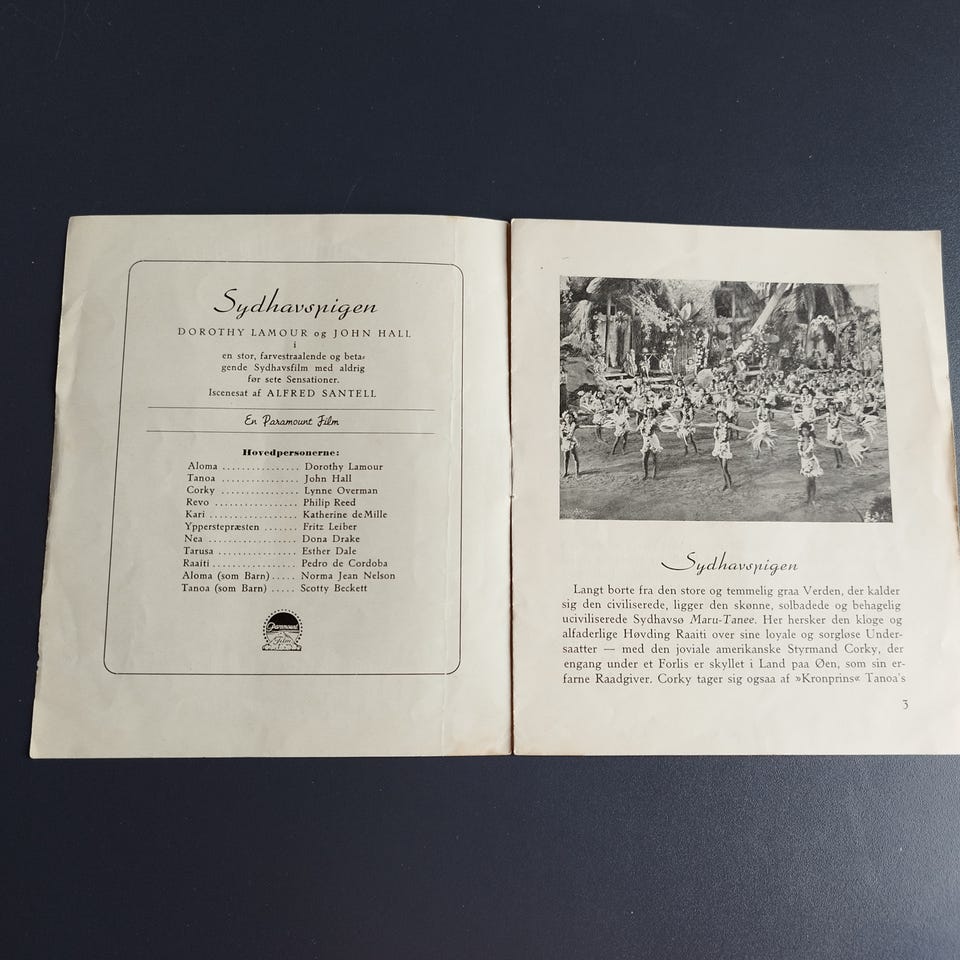 Sydhavspigen
DOROTHY LAMOUR og JOHN HALL
i
en stor, farvestraalende og beta-
gende Sydhavsfilm med aldrig
før sete Sensationer.
Iscenesat af ALFRED SANTELL
En Paramount Film
Hovedpersonerne:
Aloma ............... Dorothy Lamour
Tanoa ............... John Hall
Corky ............... Lynne Overman
Revo ................ Philip Reed
Kari ................. Katherine deMille
Ypperstepræsten ....... Fritz Leiber
Nea ................. Dona Drake
Tarusa ............... Esther Dale
Raaiti ................ Pedro de Cordoba
Aloma (som Barn) ..... Norma Jean Nelson
Tanoa (som Barn) ..... Scotty Beckett
Paramount
Film
Sydhavspigen
Langt borte fra den store og temmelig graa Verden, der kalder
sig den civiliserede, ligger den skønne, solbadede og behagelig
uciviliserede Sydhavsø Maru-Tanee. Her hersker den kloge og
alfaderlige Høvding Raaiti over sine loyale og sorgløse Under-
saatter — med den joviale amerikanske Styrmand Corky, der
engang under et Forlis er skyllet i Land paa Øen, som sin er-
farne Raadgiver. Corky tager sig ogsaa af »Kronprins« Tanoa's
3